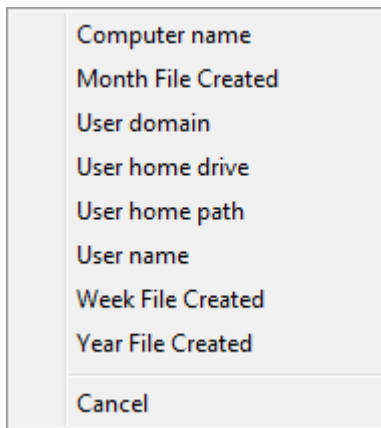 Computer name
Month File Created
User domain
User home drive
User home path
User name
Week File Created
Year File Created
Cancel